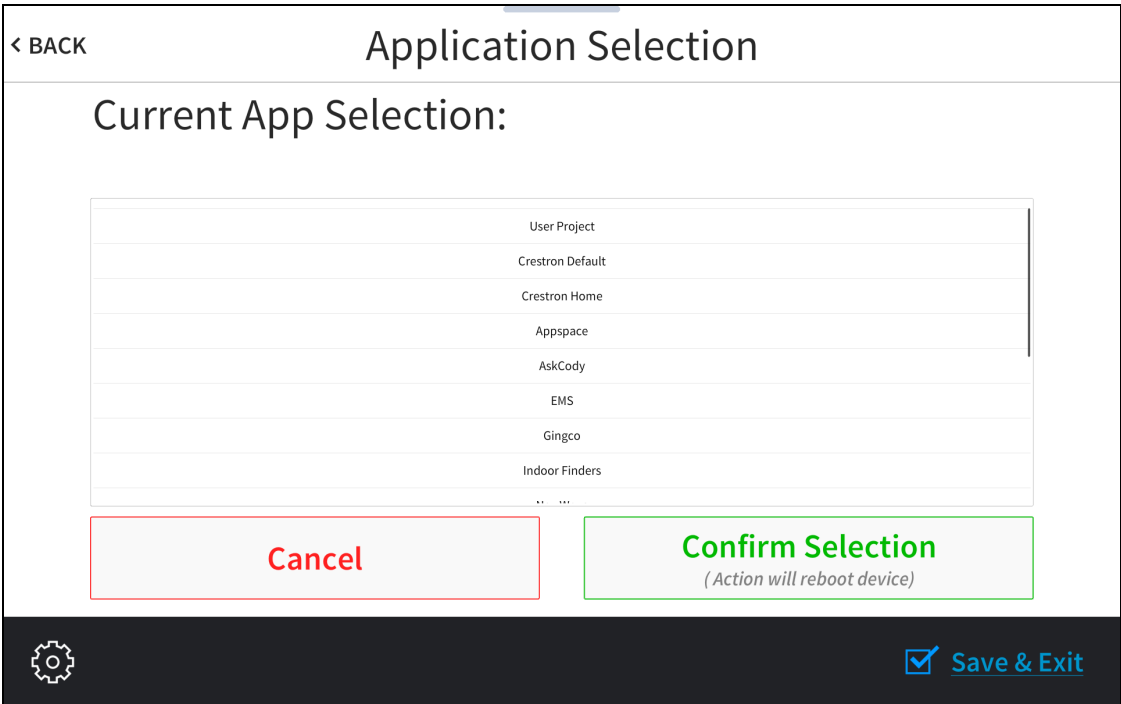 < BACK
Application Selection
Current App Selection:
User Project
Crestron Default
Crestron Home
Appspace
AskCody
EMS
Gingco
Indoor Finders
Cancel
Confirm Selection
( Action will reboot device)
Save & Exit